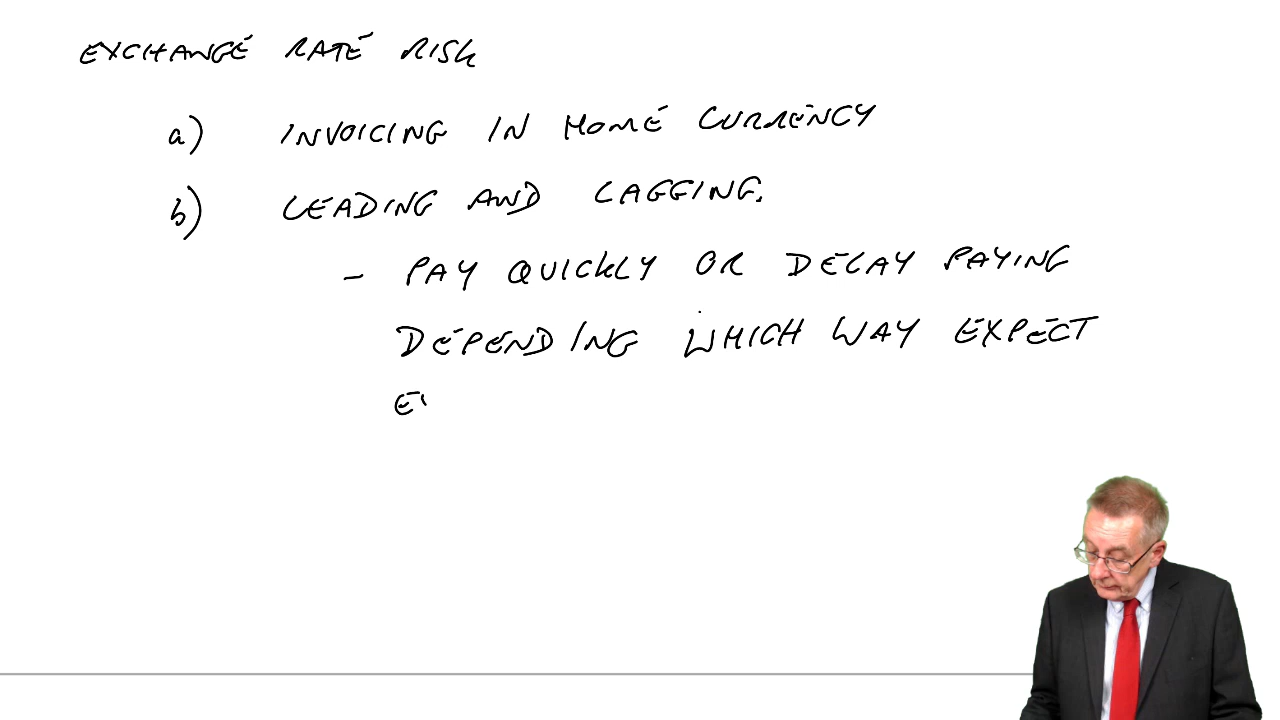 EXCHANGE RATE RISK
a) INVOICING IN HOME CURRENCY
b) LEADING AND LAGGING.
- PAY QUICKLY OR DELAY PAYING
DEPENDING WHICH WAY EXPECT